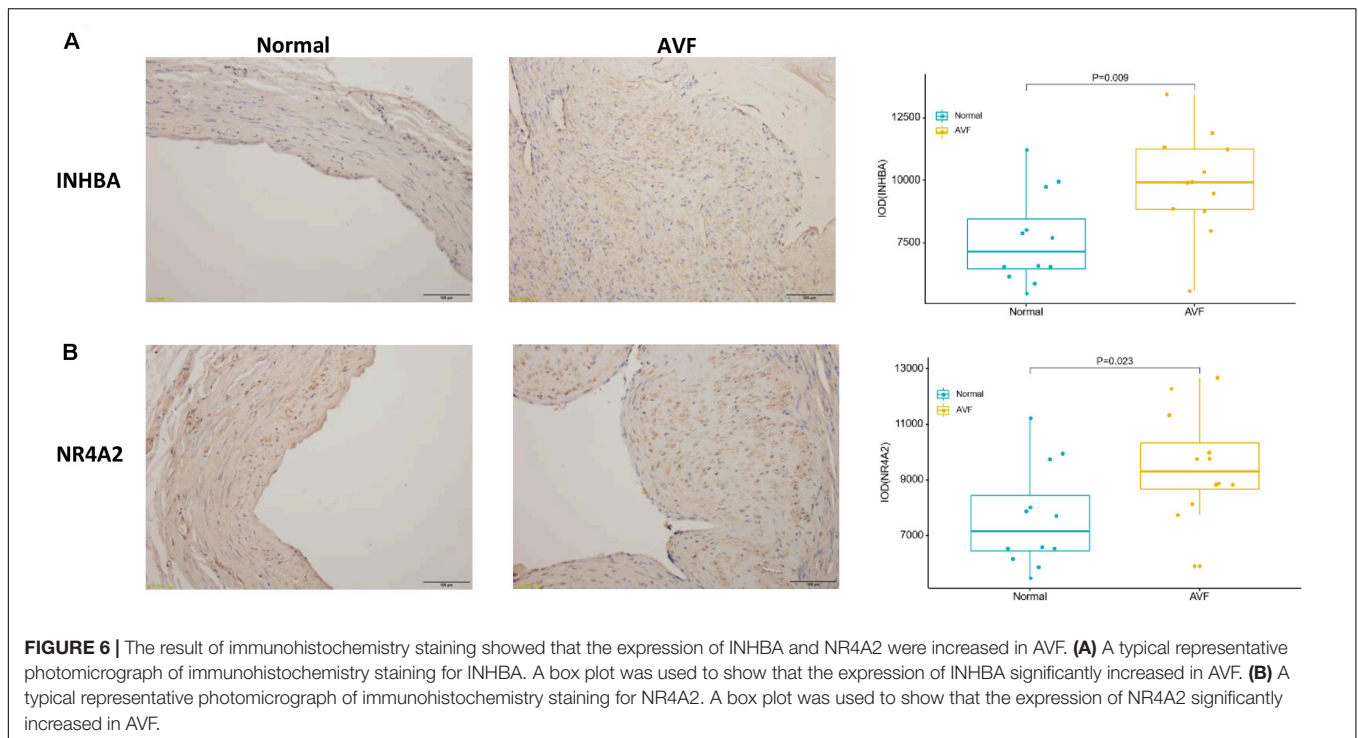 A
Normal
AVF
INHBA
P=0.009
Normal
AVF
12500
10000
7500
IOD(INHBA)
Normal
AVF
B
NR4A2
P=0.023
Normal
AVF
13000
11000
9000
7000
IOD(NR4A2)
Normal
AVF
FIGURE 6 | The result of immunohistochemistry staining showed that the expression of INHBA and NR4A2 were increased in AVF. (A) A typical representative
photomicrograph of immunohistochemistry staining for INHBA. A box plot was used to show that the expression of INHBA significantly increased in AVF. (B) A
typical representative photomicrograph of immunohistochemistry staining for NR4A2. A box plot was used to show that the expression of NR4A2 significantly
increased in AVF.